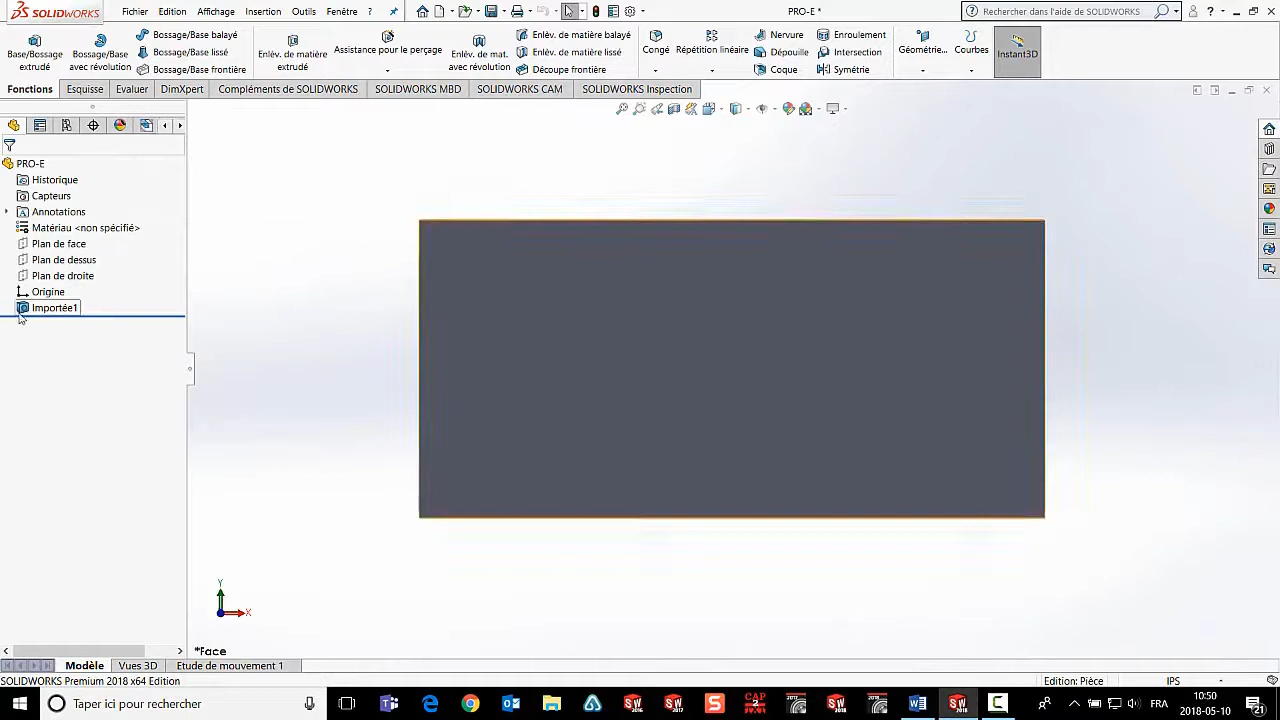 SOLIDWORKS Fichier Edition Affichage Insertion Outils Fenêtre ? PRO-E * Rechercher dans l'aide de SOLIDWORKS ?
Base/Bossage extrudé
Bossage/Base avec révolution
Bossage/Base balayé
Bossage/Base lissé
Bossage/Base frontière
Enlèv. de matière extrudé
Assistance pour le perçage
Enlèv. de mat. avec révolution
Enlèv. de matière balayé
Enlèv. de matière lissé
Découpe frontière
Congé
Répétition linéaire
Nervure
Dépouille
Coque
Enroulement
Intersection
Symétrie
Géométrie...
Courbes
Instant3D
Fonctions Esquisse Evaluer DimXpert Compléments de SOLIDWORKS SOLIDWORKS MBD SOLIDWORKS CAM SOLIDWORKS Inspection
PRO-E
Historique
Capteurs
Annotations
Matériau <non spécifié>
Plan de face
Plan de dessus
Plan de droite
Origine
Importée1
Y
X
*Face
Modèle Vues 3D Etude de mouvement 1
SOLIDWORKS Premium 2018 x64 Edition Edition: Pièce IPS
Taper ici pour rechercher FRA 10:50
2018-05-10 21